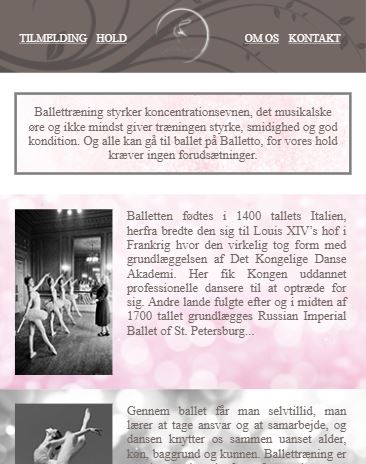 TILMELDING HOLD OM OS KONTAKT
Ballettræning styrker koncentrationsevnen, det musikalske
øre og ikke mindst giver træningen styrke, smidighed og god
kondition. Og alle kan gå til ballet på Balletto, for vores hold
kræver ingen forudsætninger.
Balletten fødtes i 1400 tallets Italien,
herfra bredte den sig til Louis XIV's hof i
Frankrig hvor den virkelig tog form med
grundlæggelsen af Det Kongelige Danse
Akademi. Her fik Kongen uddannet
professionelle dansere til at optræde for
sig. Andre lande fulgte efter og i midten af
1700 tallet grundlægges Russian Imperial
Ballet of St. Petersburg...
Gennem ballet får man selvtillid, man
lærer at tage ansvar og at samarbejde, og
dansen knytter os sammen uanset alder,
køn, baggrund og kunnen. Ballettræning er